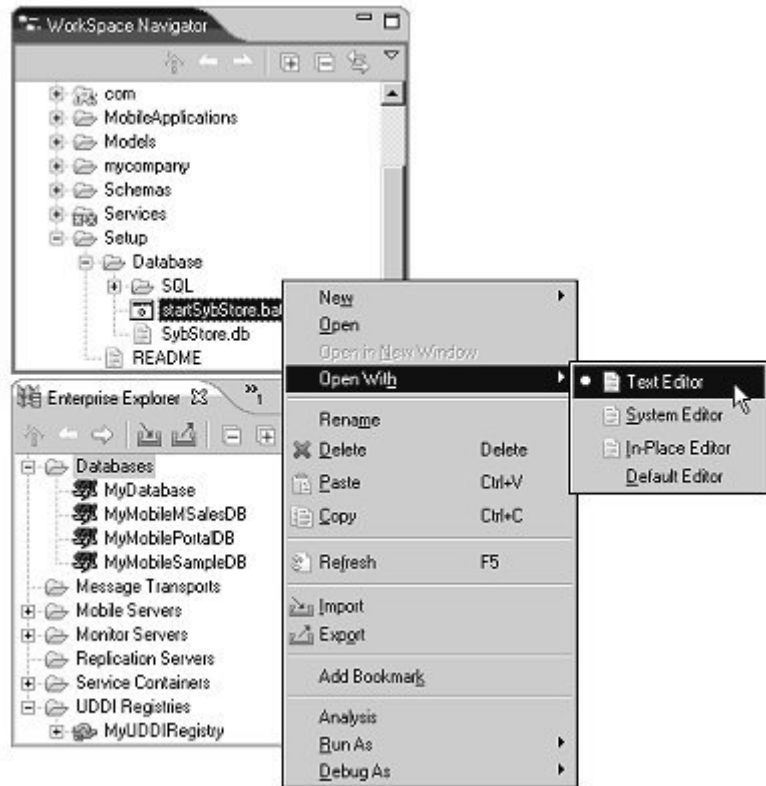 WorkSpace Navigator
com
MobileApplications
Models
mycompany
Schemas
Services
Setup
Database
SQL
startSybStore.bat
SybStore.db
README
Enterprise Explorer
»1
Databases
MyDatabase
MyMobileMSalesDB
MyMobilePortalDB
MyMobileSampleDB
Message Transports
Mobile Servers
Monitor Servers
Replication Servers
Service Containers
UDDI Registries
MyUDDIRegistry
New
Open
Open in New Window
Open With
Rename
Delete Delete
Paste Ctrl+V
Copy Ctrl+C
Refresh F5
Import
Export
Add Bookmark
Analysis
Run As
Debug As
Text Editor
System Editor
In-Place Editor
Default Editor